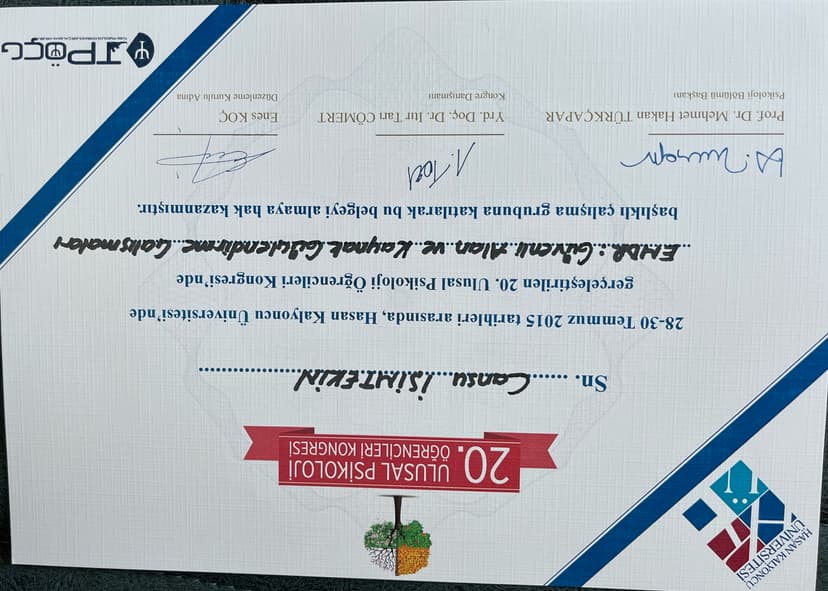 HASAN KALYONCU
ÜNİVERSİTESİ
20. ULUSAL PSİKOLOJİ
ÖĞRENCİLERİ KONGRESİ
Sn. ......Cansu İSİMTEKİN..................
28-30 Temmuz 2015 tarihleri arasında, Hasan Kalyoncu Üniversitesi'nde
gerçeleştirilen 20. Ulusal Psikoloji Öğrencileri Kongresi'nde
EMDR: Güvenli Alan ve Kaynak Güçlendirme Çalışmaları
başlıklı çalışma grubuna katılarak bu belgeyi almaya hak kazanmıştır.
Prof. Dr. Mehmet Hakan TÜRKÇAPAR
Psikoloji Bölümü Başkanı
Yrd. Doç. Dr. Itır Tarı CÖMERT
Kongre Danışmanı
Enes KOÇ
Düzenleme Kurulu Adına
TPÖÇG